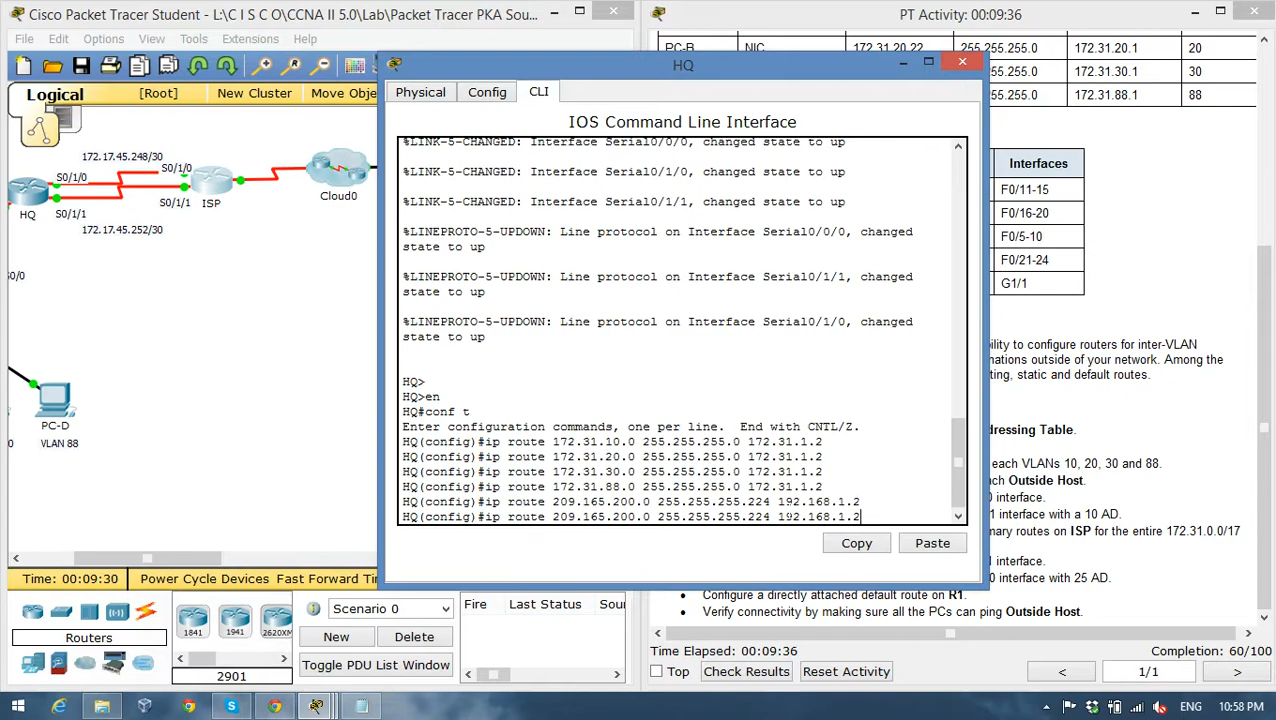 Cisco Packet Tracer Student - L:\C I S C O\CCNA II 5.0\Lab\Packet Tracer PKA Sou...
File Edit Options View Tools Extensions Help
Logical [Root] New Cluster Move Obje
172.17.45.248/30
S0/1/0 S0/1/0
HQ ISP Cloud0
S0/1/1 S0/1/1
172.17.45.252/30
S0/0
PC-D
VLAN 88
Time: 00:09:30 Power Cycle Devices Fast Forward Tim
Routers
1841 1941 2620XM
2901
Scenario 0
New Delete
Toggle PDU List Window
Fire Last Status Sour
HQ
Physical Config CLI
IOS Command Line Interface
%LINK-5-CHANGED: Interface Serial0/0/0, changed state to up
%LINK-5-CHANGED: Interface Serial0/1/0, changed state to up
%LINK-5-CHANGED: Interface Serial0/1/1, changed state to up
%LINEPROTO-5-UPDOWN: Line protocol on Interface Serial0/0/0, changed
state to up
%LINEPROTO-5-UPDOWN: Line protocol on Interface Serial0/1/1, changed
state to up
%LINEPROTO-5-UPDOWN: Line protocol on Interface Serial0/1/0, changed
state to up
HQ>
HQ>en
HQ#conf t
Enter configuration commands, one per line. End with CNTL/Z.
HQ(config)#ip route 172.31.10.0 255.255.255.0 172.31.1.2
HQ(config)#ip route 172.31.20.0 255.255.255.0 172.31.1.2
HQ(config)#ip route 172.31.30.0 255.255.255.0 172.31.1.2
HQ(config)#ip route 172.31.88.0 255.255.255.0 172.31.1.2
HQ(config)#ip route 209.165.200.0 255.255.255.224 192.168.1.2
HQ(config)#ip route 209.165.200.0 255.255.255.224 192.168.1.2
Copy Paste
PT Activity: 00:09:36
PC-B NIC 172.31.20.22 255.255.255.0 172.31.20.1 20
255.255.255.0 172.31.30.1 30
255.255.255.0 172.31.88.1 88
Interfaces
F0/11-15
F0/16-20
F0/5-10
F0/21-24
G1/1
bility to configure routers for inter-VLAN
nations outside of your network. Among the
ting, static and default routes.
dressing Table.
each VLANs 10, 20, 30 and 88.
ach Outside Host.
0 interface.
1 interface with a 10 AD.
mary routes on ISP for the entire 172.31.0.0/17
1 interface.
0 interface with 25 AD.
• Configure a directly attached default route on R1.
• Verify connectivity by making sure all the PCs can ping Outside Host.
Time Elapsed: 00:09:36 Completion: 60/100
Top Check Results Reset Activity < 1/1 >
ENG 10:58 PM